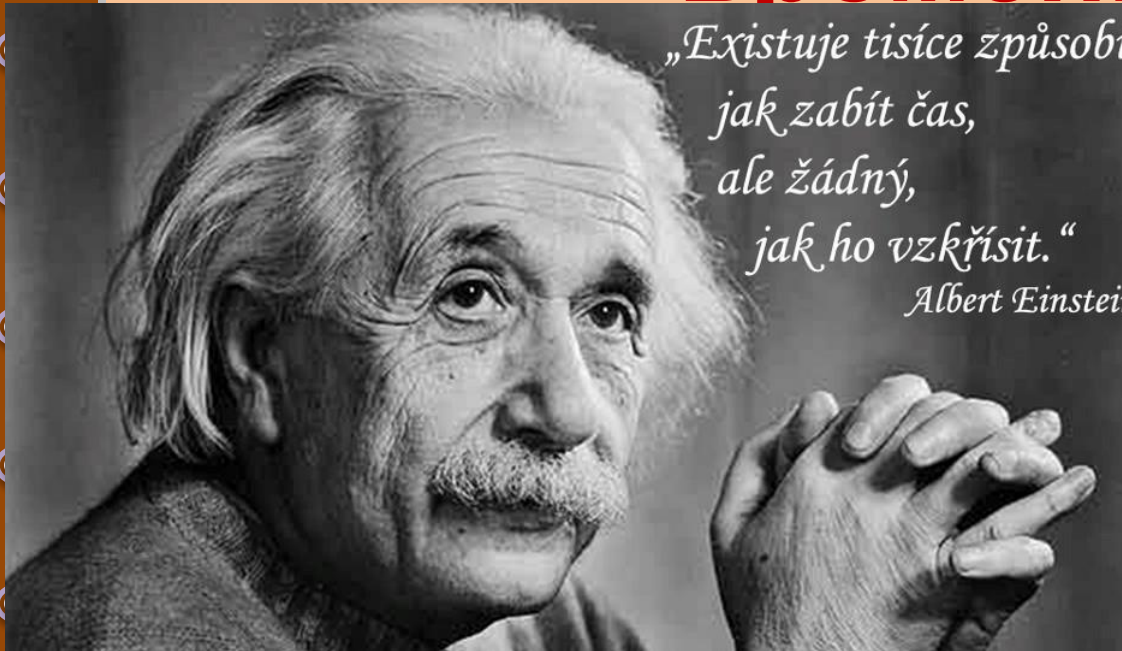 „Existuje tisíce způsobů
jak zabít čas,
ale žádný,
jak ho vzkřísit.“
Albert Einstein